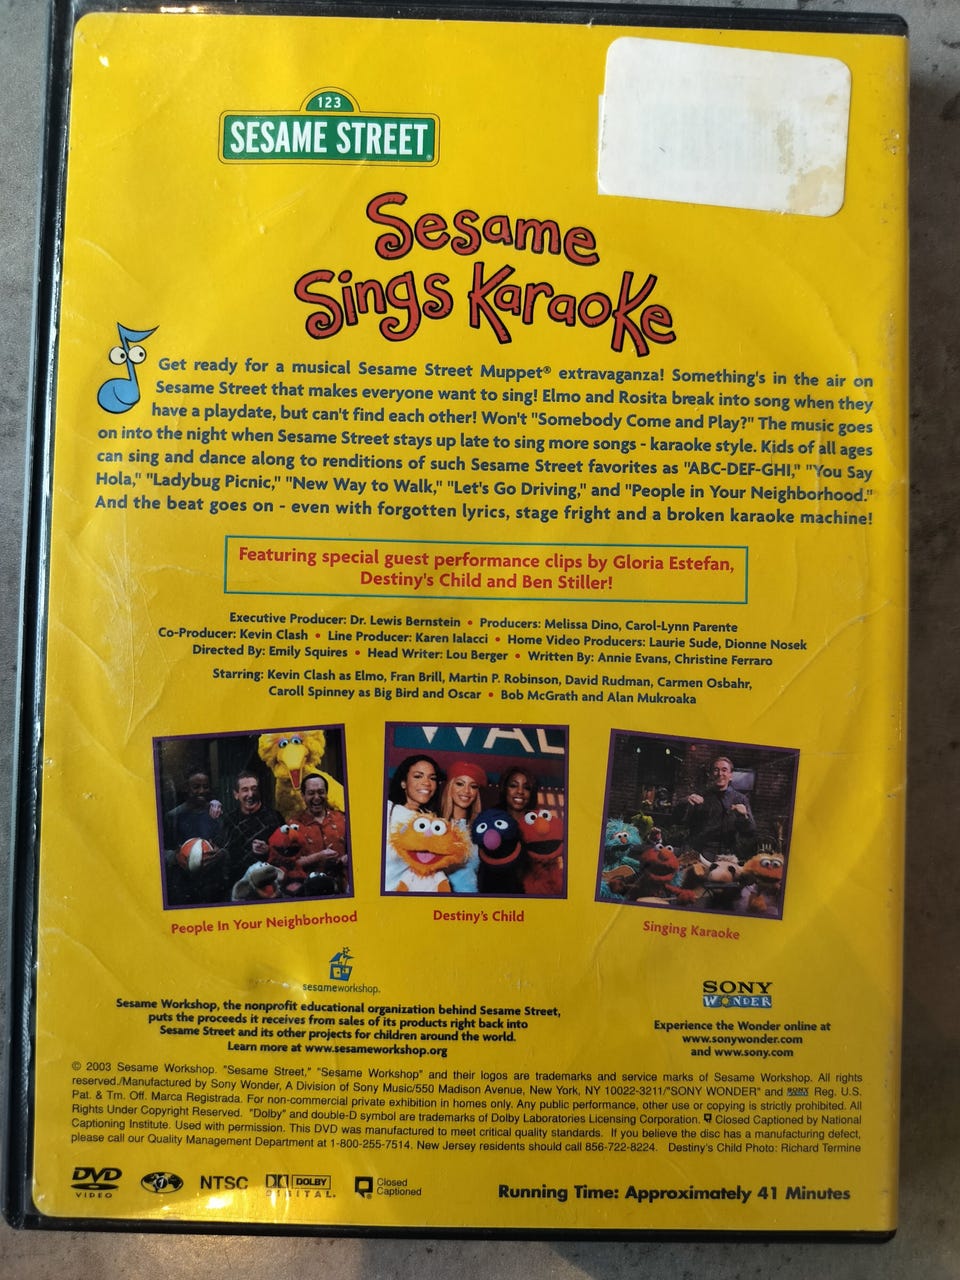 123
SESAME STREET
Sesame
Sings Karaoke
Get ready for a musical Sesame Street Muppet® extravaganza! Something's in the air on
Sesame Street that makes everyone want to sing! Elmo and Rosita break into song when they
have a playdate, but can't find each other! Won't "Somebody Come and Play?" The music goes
on into the night when Sesame Street stays up late to sing more songs - karaoke style. Kids of all ages
can sing and dance along to renditions of such Sesame Street favorites as "ABC-DEF-GHI," "You Say
Hola," "Ladybug Picnic," "New Way to Walk," "Let's Go Driving," and "People in Your Neighborhood."
And the beat goes on - even with forgotten lyrics, stage fright and a broken karaoke machine!
Featuring special guest performance clips by Gloria Estefan,
Destiny's Child and Ben Stiller!
Executive Producer: Dr. Lewis Bernstein • Producers: Melissa Dino, Carol-Lynn Parente
Co-Producer: Kevin Clash • Line Producer: Karen Ialacci • Home Video Producers: Laurie Sude, Dionne Nosek
Directed By: Emily Squires • Head Writer: Lou Berger • Written By: Annie Evans, Christine Ferraro
Starring: Kevin Clash as Elmo, Fran Brill, Martin P. Robinson, David Rudman, Carmen Osbahr,
Caroll Spinney as Big Bird and Oscar • Bob McGrath and Alan Mukroaka
WAL
People In Your Neighborhood
Destiny's Child
Singing Karaoke
sesameworkshop.
Sesame Workshop, the nonprofit educational organization behind Sesame Street,
puts the proceeds it receives from sales of its products right back into
Sesame Street and its other projects for children around the world.
Learn more at www.sesameworkshop.org
SONY
WONDER
Experience the Wonder online at
www.sonywonder.com
and www.sony.com
© 2003 Sesame Workshop. "Sesame Street," "Sesame Workshop" and their logos are trademarks and service marks of Sesame Workshop. All rights
reserved./Manufactured by Sony Wonder, A Division of Sony Music/550 Madison Avenue, New York, NY 10022-3211/"SONY WONDER" and Reg. U.S.
Pat. & Tm. Off. Marca Registrada. For non-commercial private exhibition in homes only. Any public performance, other use or copying is strictly prohibited. All
Rights Under Copyright Reserved. "Dolby" and double-D symbol are trademarks of Dolby Laboratories Licensing Corporation. Closed Captioned by National
Captioning Institute. Used with permission. This DVD was manufactured to meet critical quality standards. If you believe the disc has a manufacturing defect,
please call our Quality Management Department at 1-800-255-7514. New Jersey residents should call 856-722-8224. Destiny's Child Photo: Richard Termine
DVD
VIDEO
NTSC
DOLBY
DIGITAL
Closed
Captioned
Running Time: Approximately 41 Minutes